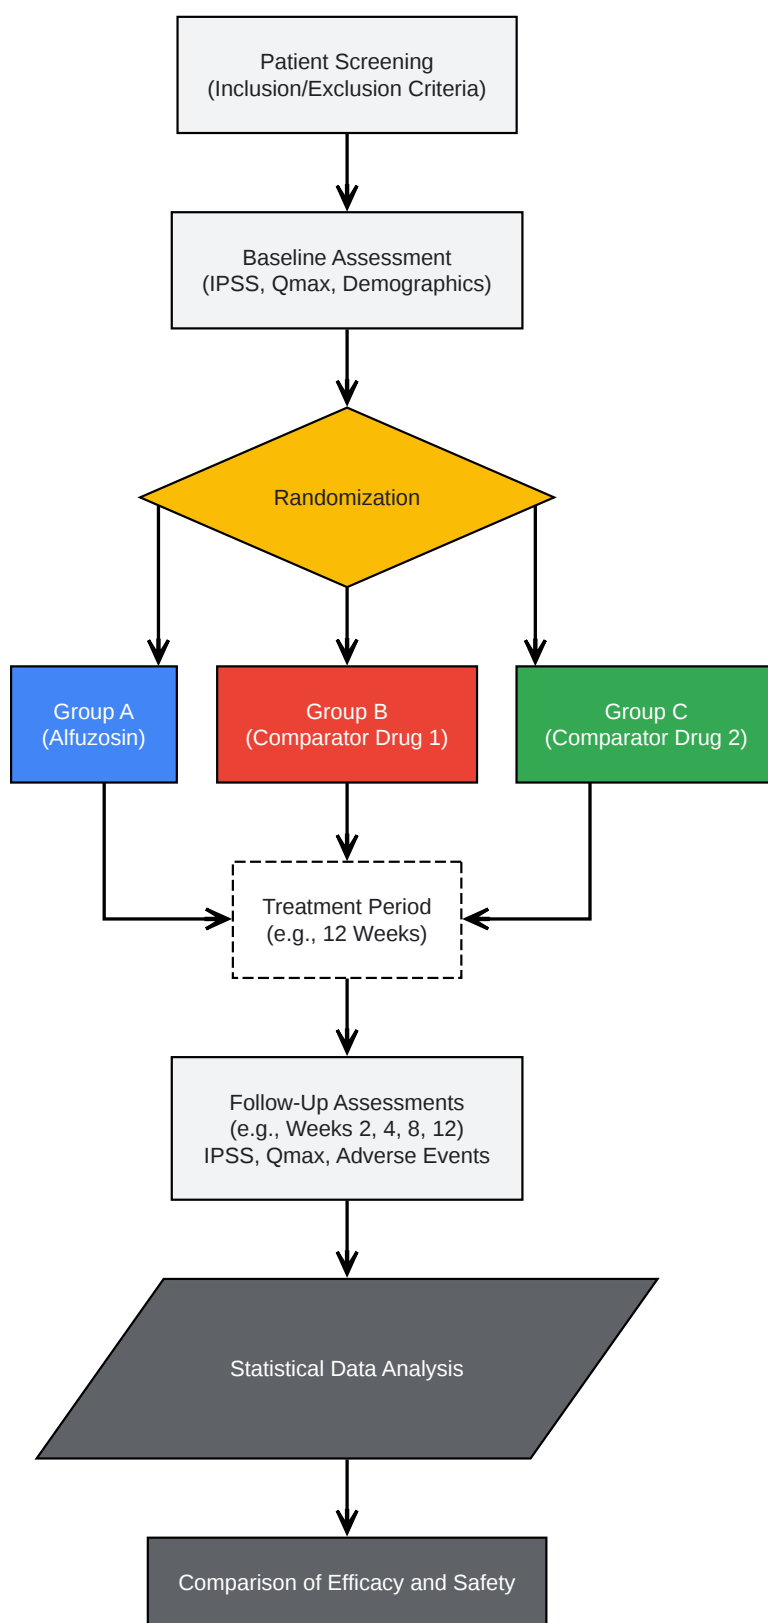 Patient Screening
(Inclusion/Exclusion Criteria)
Baseline Assessment
(IPSS, Qmax, Demographics)
Randomization
Group A
(Alfuzosin)
Group B
(Comparator Drug 1)
Group C
(Comparator Drug 2)
Treatment Period
(e.g., 12 Weeks)
Follow-Up Assessments
(e.g., Weeks 2, 4, 8, 12)
IPSS, Qmax, Adverse Events
Statistical Data Analysis
Comparison of Efficacy and Safety